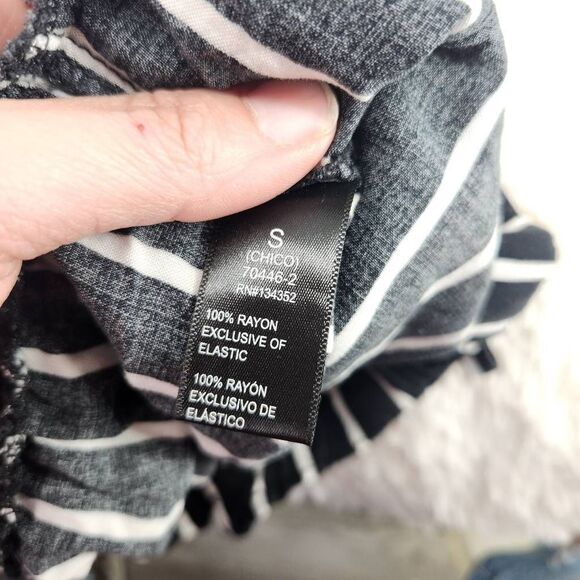 S
(CHICO)
70446-2
RN#134352
100% RAYON
EXCLUSIVE OF
ELASTIC
100% RAYÓN
EXCLUSIVO DE
ELÁSTICO